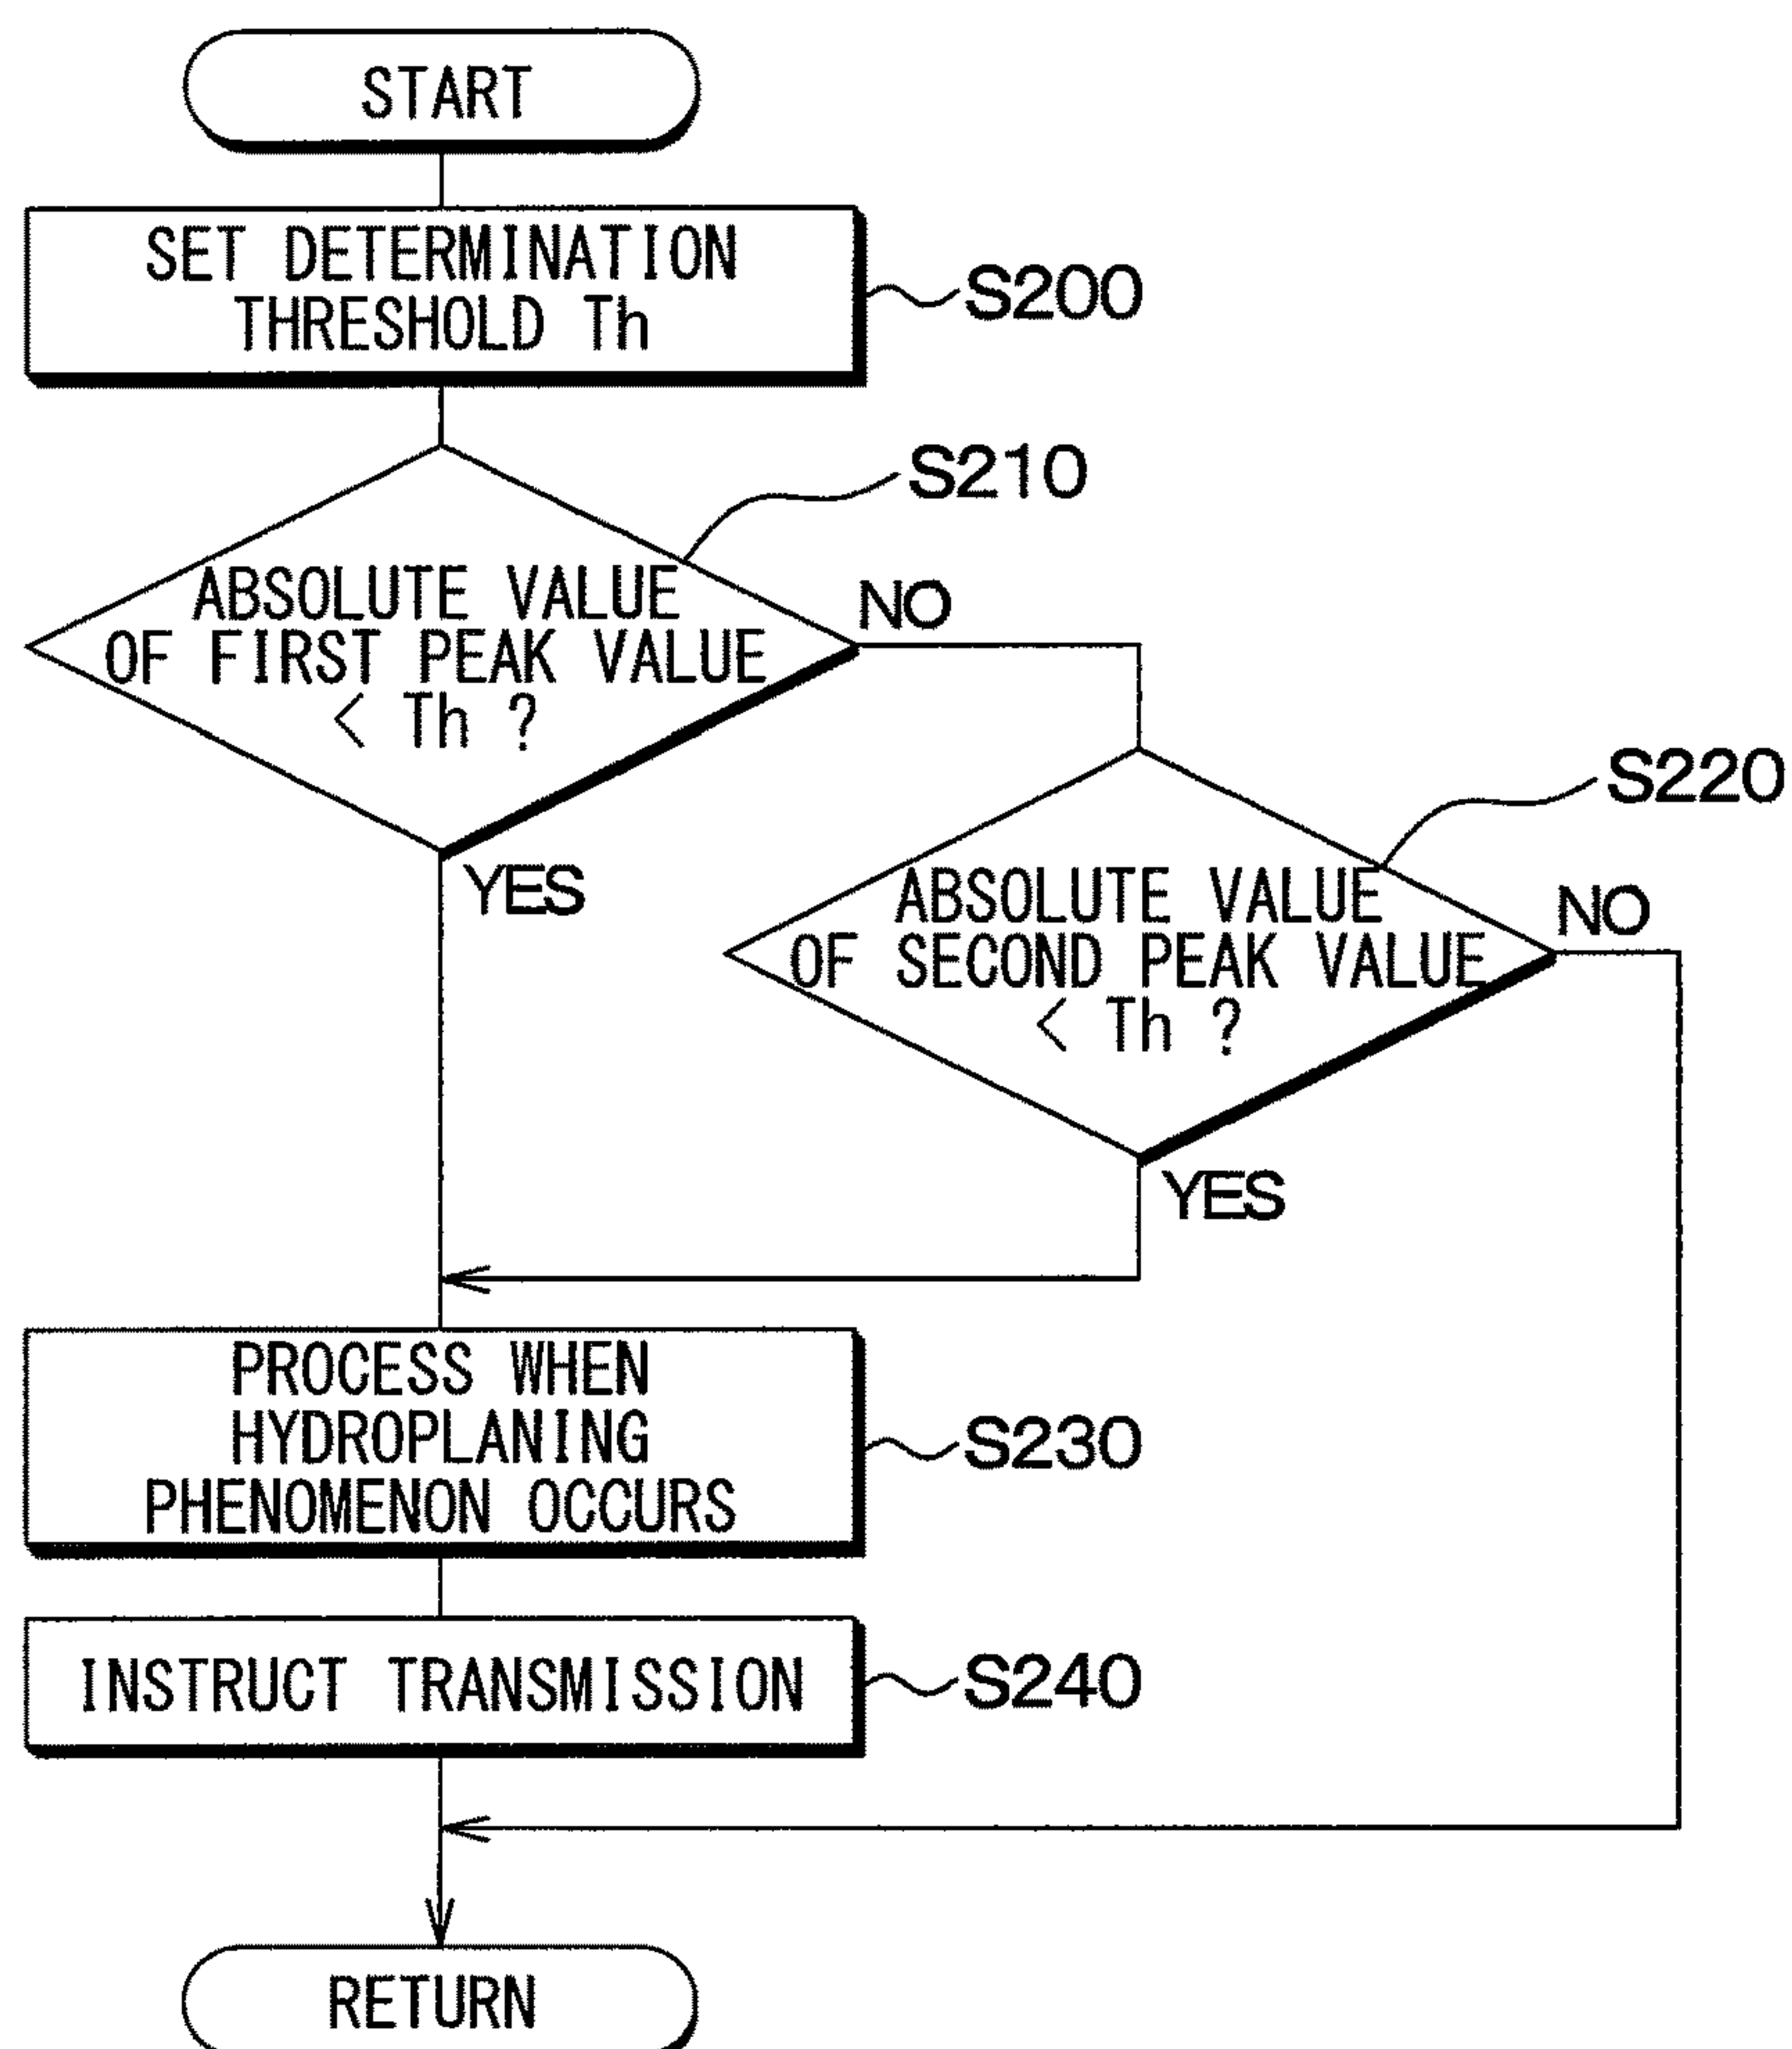 START
SET DETERMINATION
THRESHOLD Th
S200
S210
ABSOLUTE VALUE
OF FIRST PEAK VALUE
< Th ?
NO
YES
S220
ABSOLUTE VALUE
OF SECOND PEAK VALUE
< Th ?
NO
YES
PROCESS WHEN
HYDROPLANING
PHENOMENON OCCURS
S230
INSTRUCT TRANSMISSION
S240
RETURN